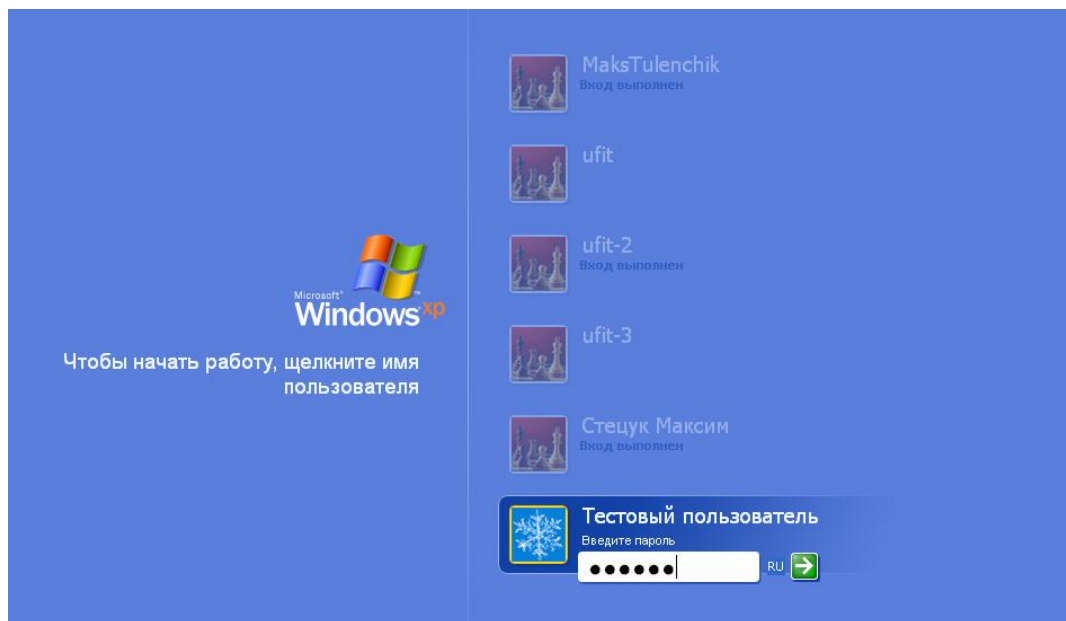 Microsoft®
Windows xp
Чтобы начать работу, щелкните имя
пользователя
MaksTulenchik
Вход выполнен
ufit
ufit-2
Вход выполнен
ufit-3
Стецук Максим
Вход выполнен
Тестовый пользователь
Введите пароль
RU